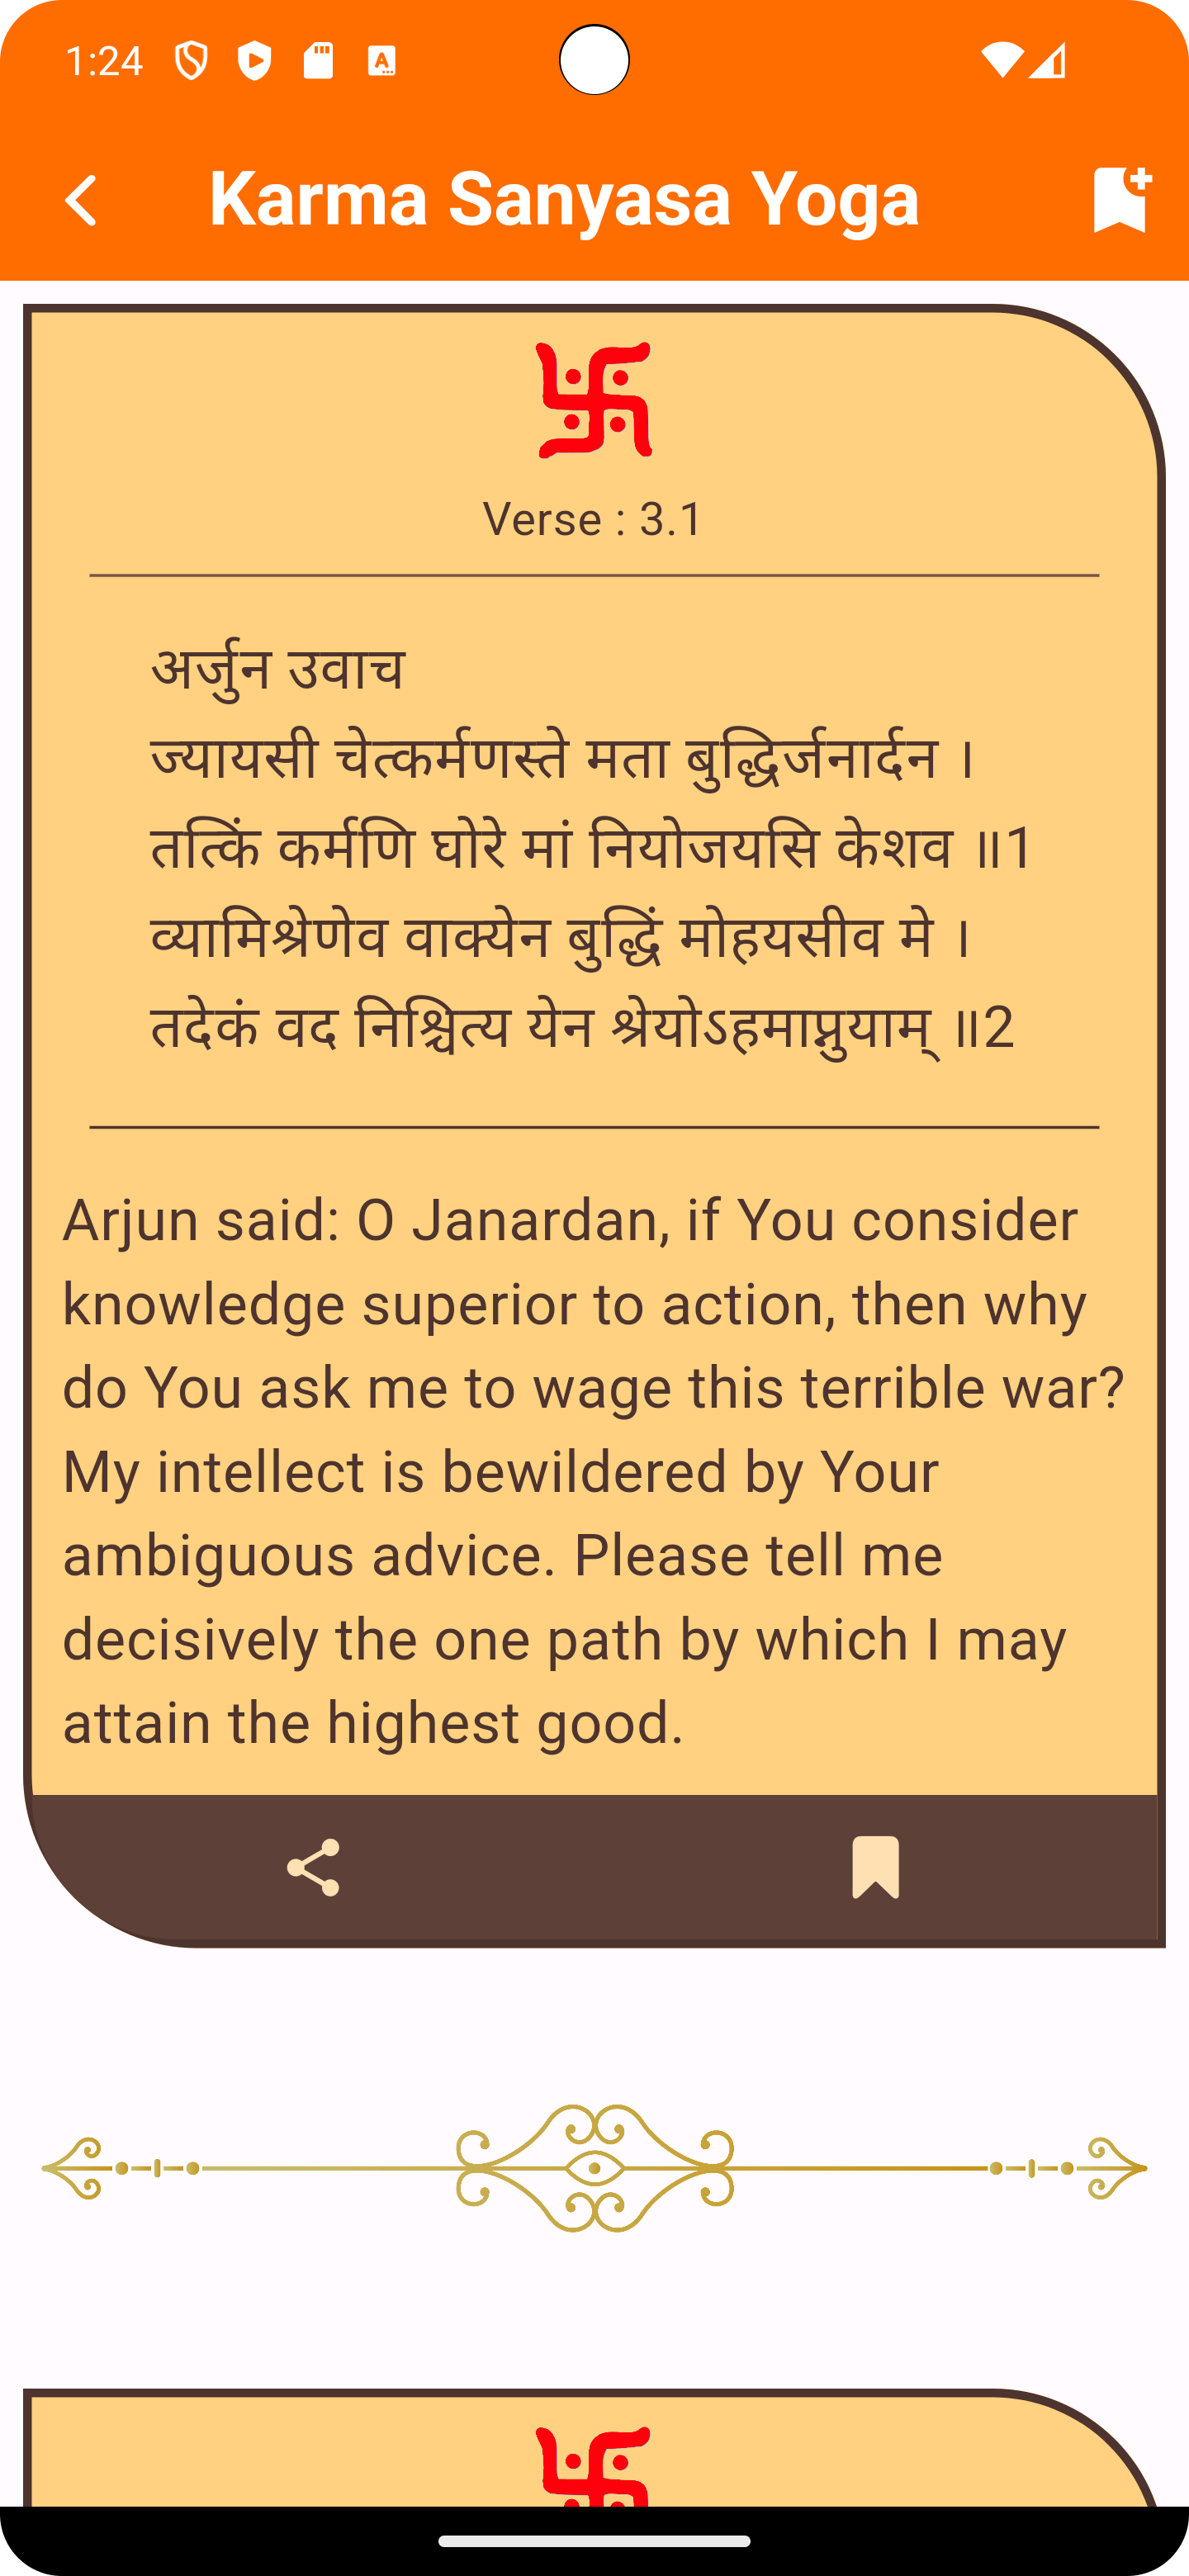 1:24
Karma Sanyasa Yoga
Verse : 3.1
अर्जुन उवाच
ज्यायसी चेत्कर्मणस्ते मता बुद्धिर्जनार्दन ।
तत्किं कर्मणि घोरे मां नियोजयसि केशव ॥1
व्यामिश्रेणेव वाक्येन बुद्धिं मोहयसीव मे ।
तदेकं वद निश्चित्य येन श्रेयोऽहमाप्नुयाम् ॥2
Arjun said: O Janardan, if You consider
knowledge superior to action, then why
do You ask me to wage this terrible war?
My intellect is bewildered by Your
ambiguous advice. Please tell me
decisively the one path by which I may
attain the highest good.